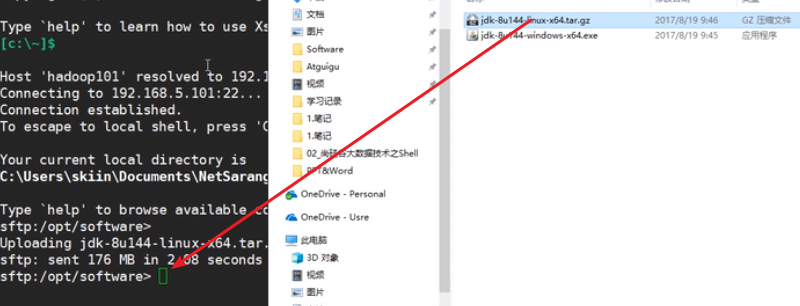 Type `help' to learn how to use Xs
[c:\~]$
Host 'hadoop101' resolved to 192.1
Connecting to 192.168.5.101:22...
Connection established.
To escape to local shell, press 'C
Your current local directory is
C:\Users\skiin\Documents\NetSarang
Type `help' to browse available co
sftp:/opt/software>
Uploading jdk-8u144-linux-x64.tar.
sftp: sent 176 MB in 2.08 seconds
sftp:/opt/software>
文档
图片
Software
Atguigu
视频
学习记录
1.笔记
1.笔记
02_尚硅谷大数据技术之Shell
PPT&Word
OneDrive - Personal
OneDrive - Usre
此电脑
3D 对象
视频
图片
jdk-8u144-linux-x64.tar.gz 2017/8/19 9:46 GZ 压缩文件
jdk-8u144-windows-x64.exe 2017/8/19 9:45 应用程序